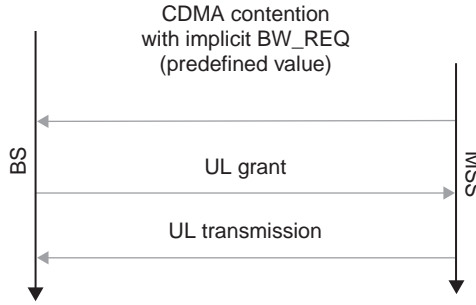 CDMA contention
with implicit BW_REQ
(predefined value)
BS
MSS
UL grant
UL transmission